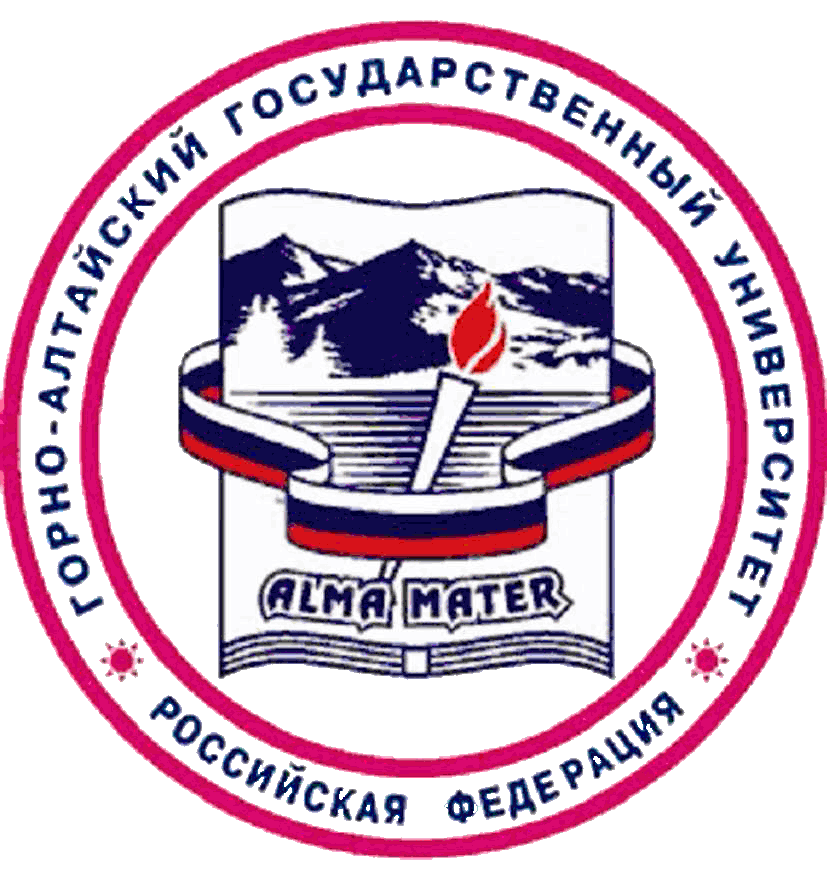 ГОРНО-АЛТАЙСКИЙ ГОСУДАРСТВЕННЫЙ УНИВЕРСИТЕТ
ALMA MATER
РОССИЙСКАЯ ФЕДЕРАЦИЯ